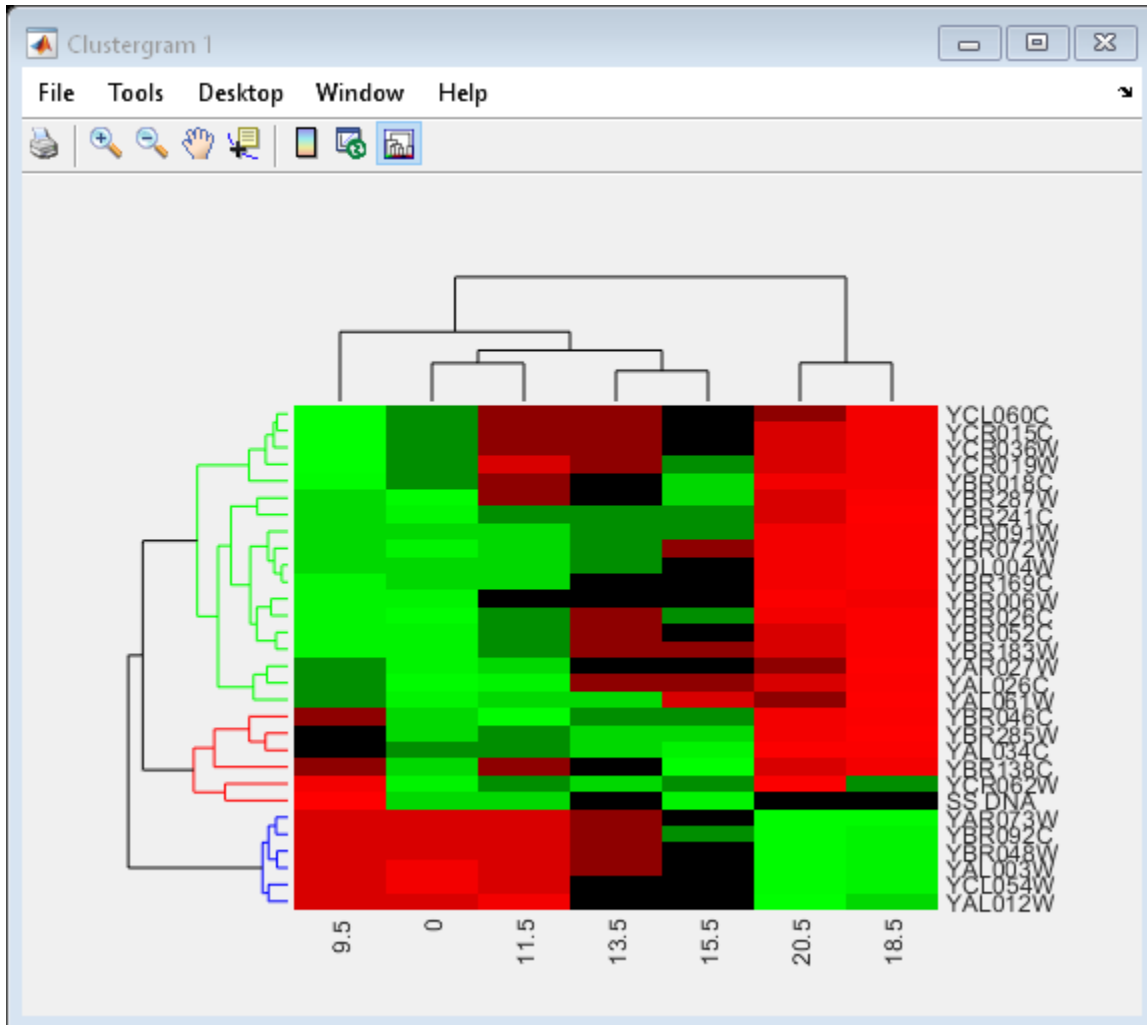 Clustergram 1
File Tools Desktop Window Help
YCL060C
YCR015C
YCR036W
YCR019W
YBR018C
YBR287W
YBR241C
YCR091W
YBR072W
YDL004W
YBR169C
YBR006W
YBR026C
YBR052C
YBR183W
YAR027W
YAL026C
YAL061W
YBR046C
YBR285W
YAL034C
YBR138C
YCR062W
SS DNA
YAR073W
YBR092C
YBR048W
YAL003W
YCL054W
YAL012W
9.5 0 11.5 13.5 15.5 20.5 18.5